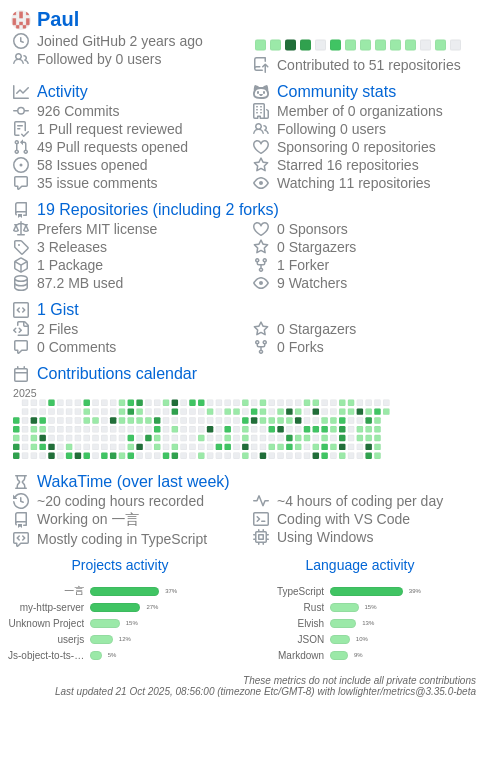 Paul
Joined GitHub 2 years ago
Followed by 0 users
Contributed to 51 repositories
Activity
926 Commits
1 Pull request reviewed
49 Pull requests opened
58 Issues opened
35 issue comments
Community stats
Member of 0 organizations
Following 0 users
Sponsoring 0 repositories
Starred 16 repositories
Watching 11 repositories
19 Repositories (including 2 forks)
Prefers MIT license
3 Releases
1 Package
87.2 MB used
0 Sponsors
0 Stargazers
1 Forker
9 Watchers
1 Gist
2 Files
0 Comments
0 Stargazers
0 Forks
Contributions calendar
2025
WakaTime (over last week)
~20 coding hours recorded
Working on 一言
Mostly coding in TypeScript
~4 hours of coding per day
Coding with VS Code
Using Windows
Projects activity
一言 37%
my-http-server 27%
Unknown Project 15%
userjs 12%
Js-object-to-ts-… 5%
Language activity
TypeScript 39%
Rust 15%
Elvish 13%
JSON 10%
Markdown 9%
These metrics do not include all private contributions
Last updated 21 Oct 2025, 08:56:00 (timezone Etc/GMT-8) with lowlighter/metrics@3.35.0-beta